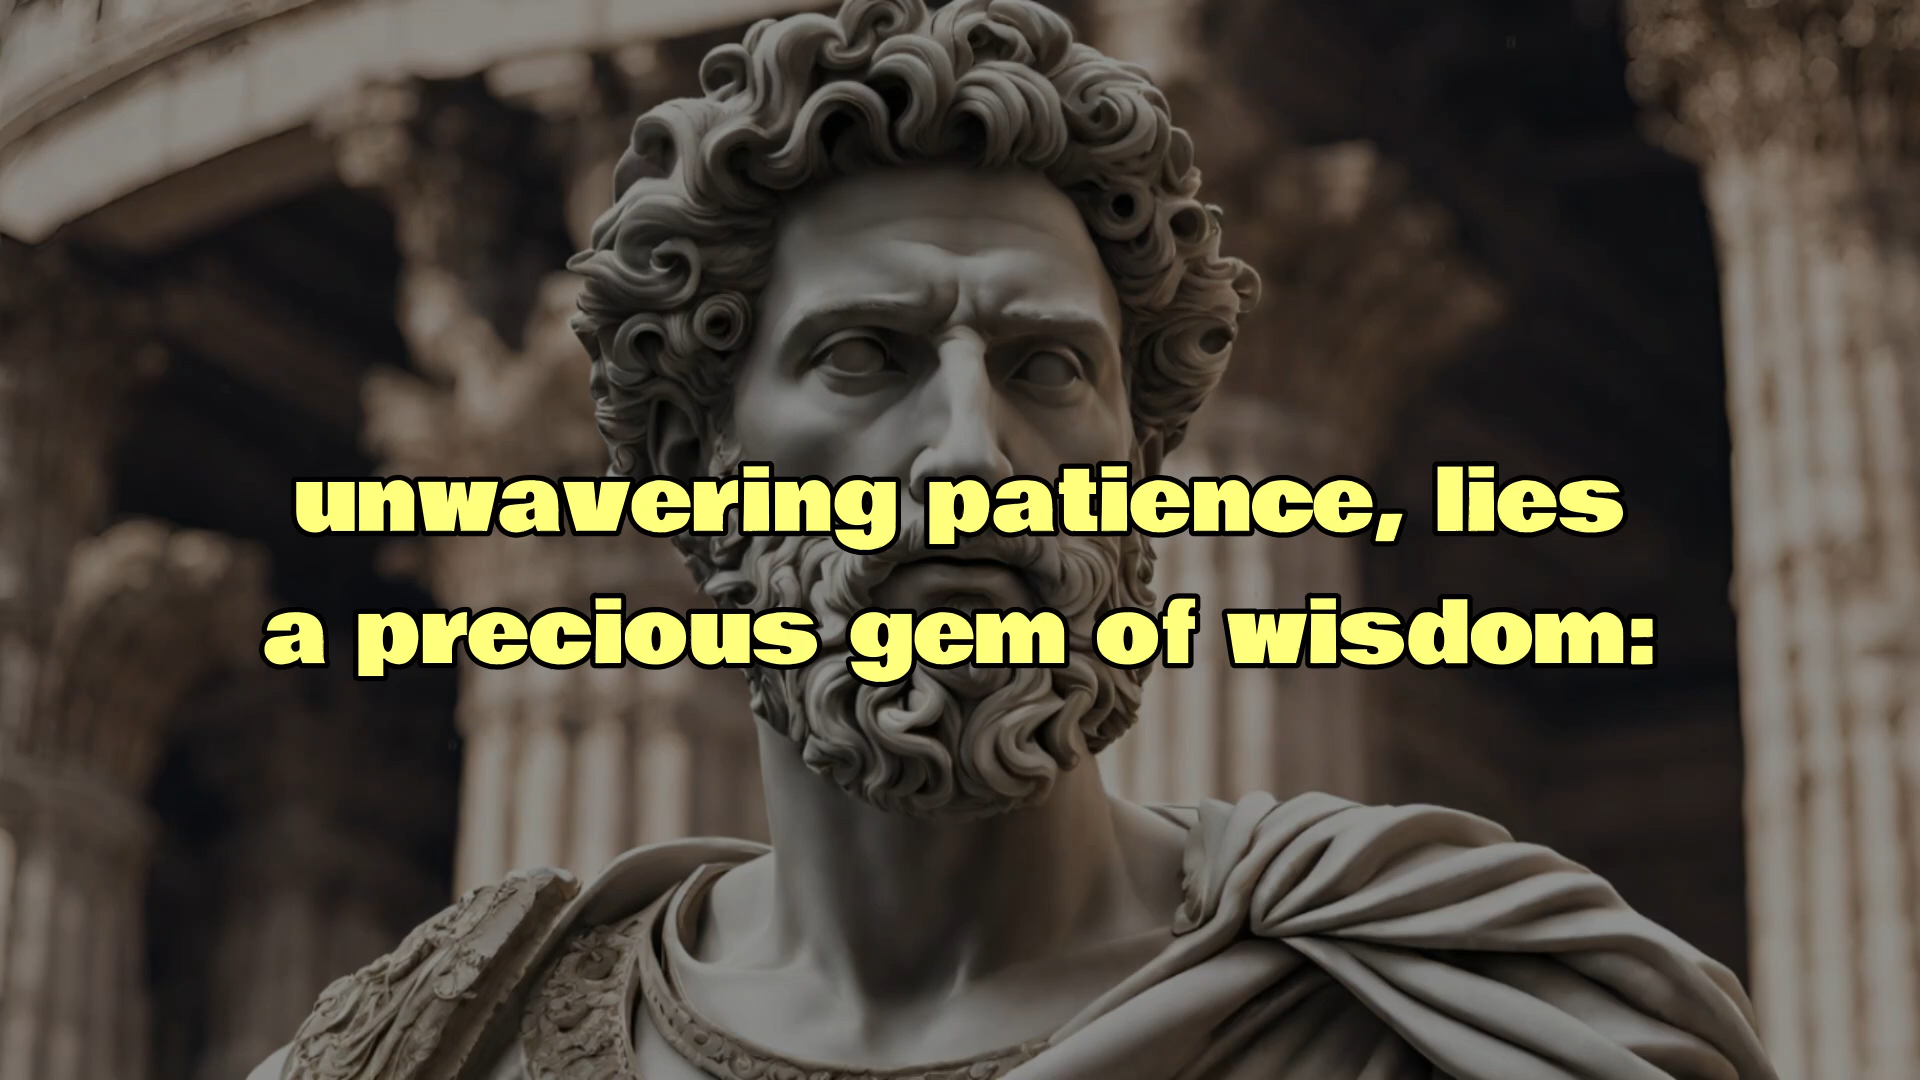 unwavering patience, lies
a precious gem of wisdom: